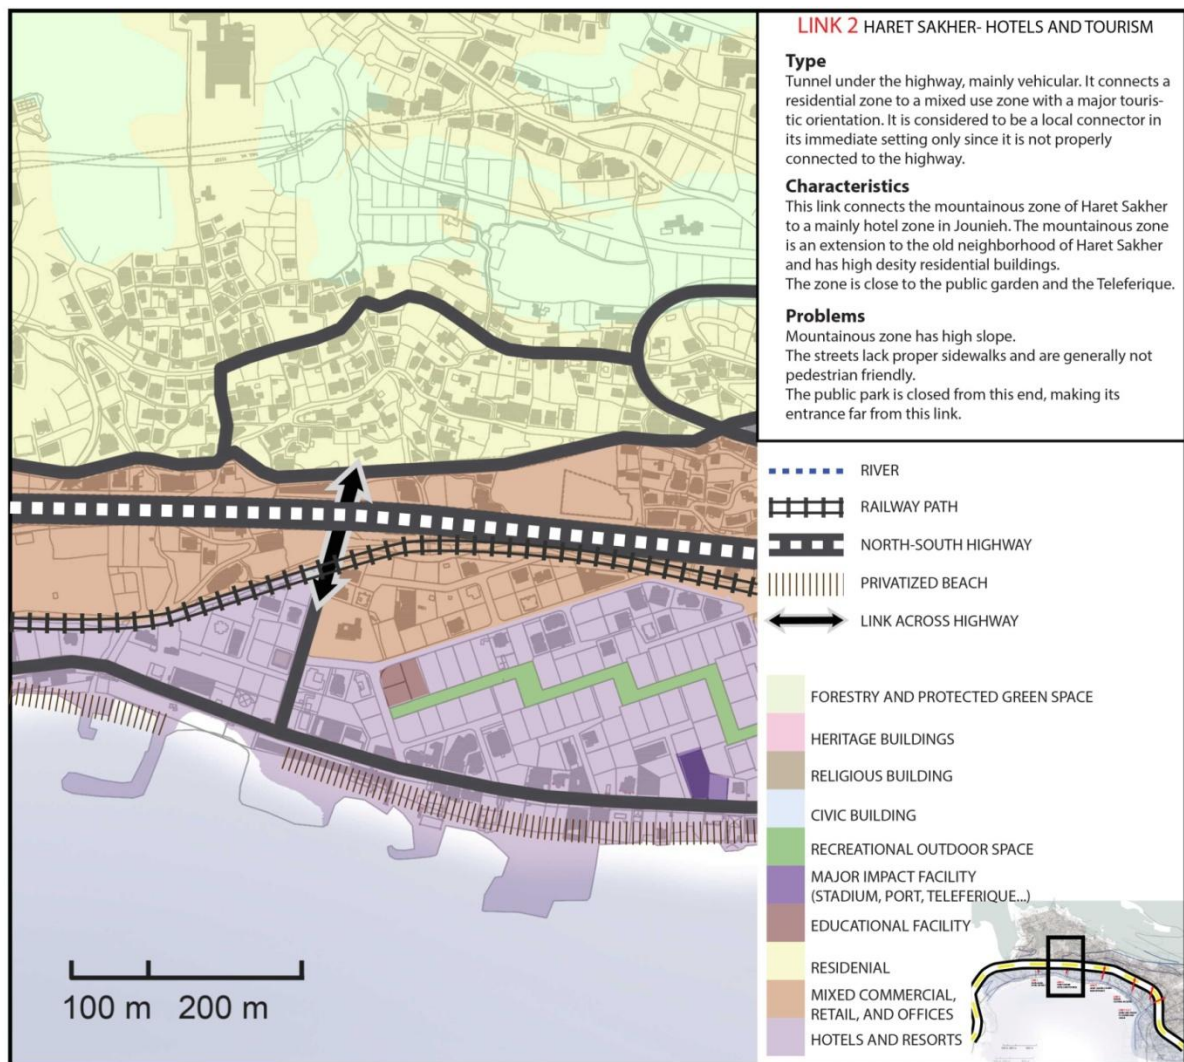 LINK 2 HARET SAKHER- HOTELS AND TOURISM
Type
Tunnel under the highway, mainly vehicular. It connects a
residential zone to a mixed use zone with a major touris-
tic orientation. It is considered to be a local connector in
its immediate setting only since it is not properly
connected to the highway.
Characteristics
This link connects the mountainous zone of Haret Sakher
to a mainly hotel zone in Jounieh. The mountainous zone
is an extension to the old neighborhood of Haret Sakher
and has high desity residential buildings.
The zone is close to the public garden and the Teleferique.
Problems
Mountainous zone has high slope.
The streets lack proper sidewalks and are generally not
pedestrian friendly.
The public park is closed from this end, making its
entrance far from this link.
RIVER
RAILWAY PATH
NORTH-SOUTH HIGHWAY
PRIVATIZED BEACH
LINK ACROSS HIGHWAY
FORESTRY AND PROTECTED GREEN SPACE
HERITAGE BUILDINGS
RELIGIOUS BUILDING
CIVIC BUILDING
RECREATIONAL OUTDOOR SPACE
MAJOR IMPACT FACILITY
(STADIUM, PORT, TELEFERIQUE...)
EDUCATIONAL FACILITY
RESIDENIAL
MIXED COMMERCIAL,
RETAIL, AND OFFICES
HOTELS AND RESORTS
100 m 200 m